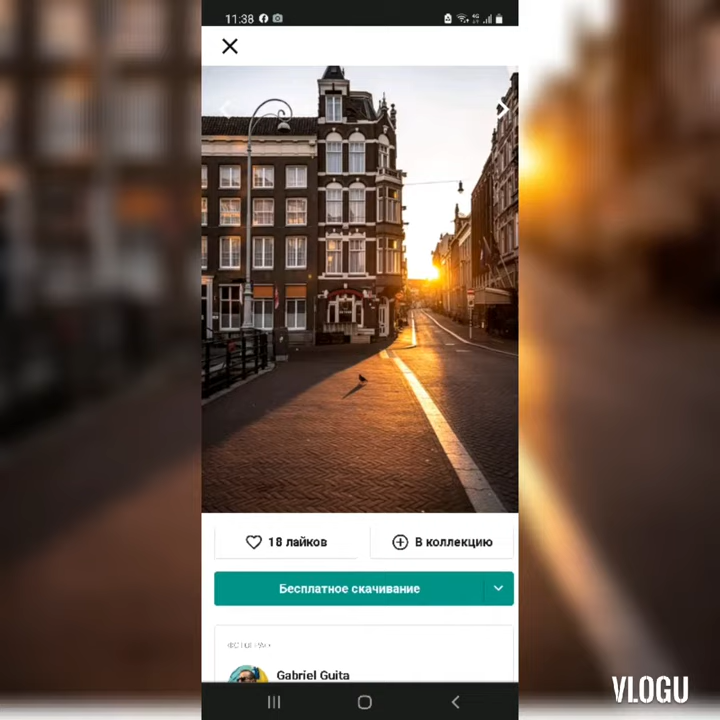 11:38
18 лайков
В коллекцию
Бесплатное скачивание
Gabriel Guita
VLOGU